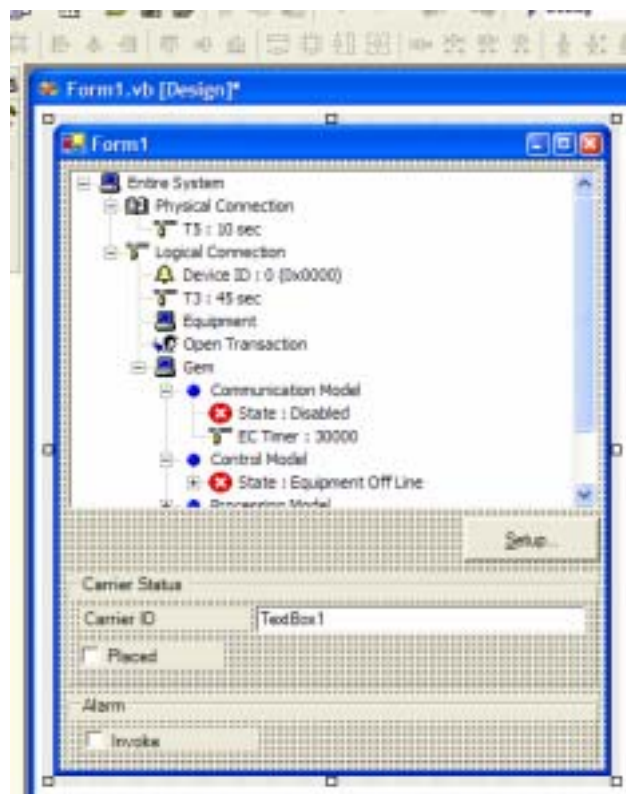 Form1.vb [Design]*
Form1
Entire System
Physical Connection
T5 : 10 sec
Logical Connection
Device ID : 0 (0x0000)
T3 : 45 sec
Equipment
Open Transaction
Gem
Communication Model
State : Disabled
EC Timer : 30000
Control Model
State : Equipment Off Line
Processing Model
Setup...
Carrier Status
Carrier ID
TextBox1
Placed
Alarm
Invoke